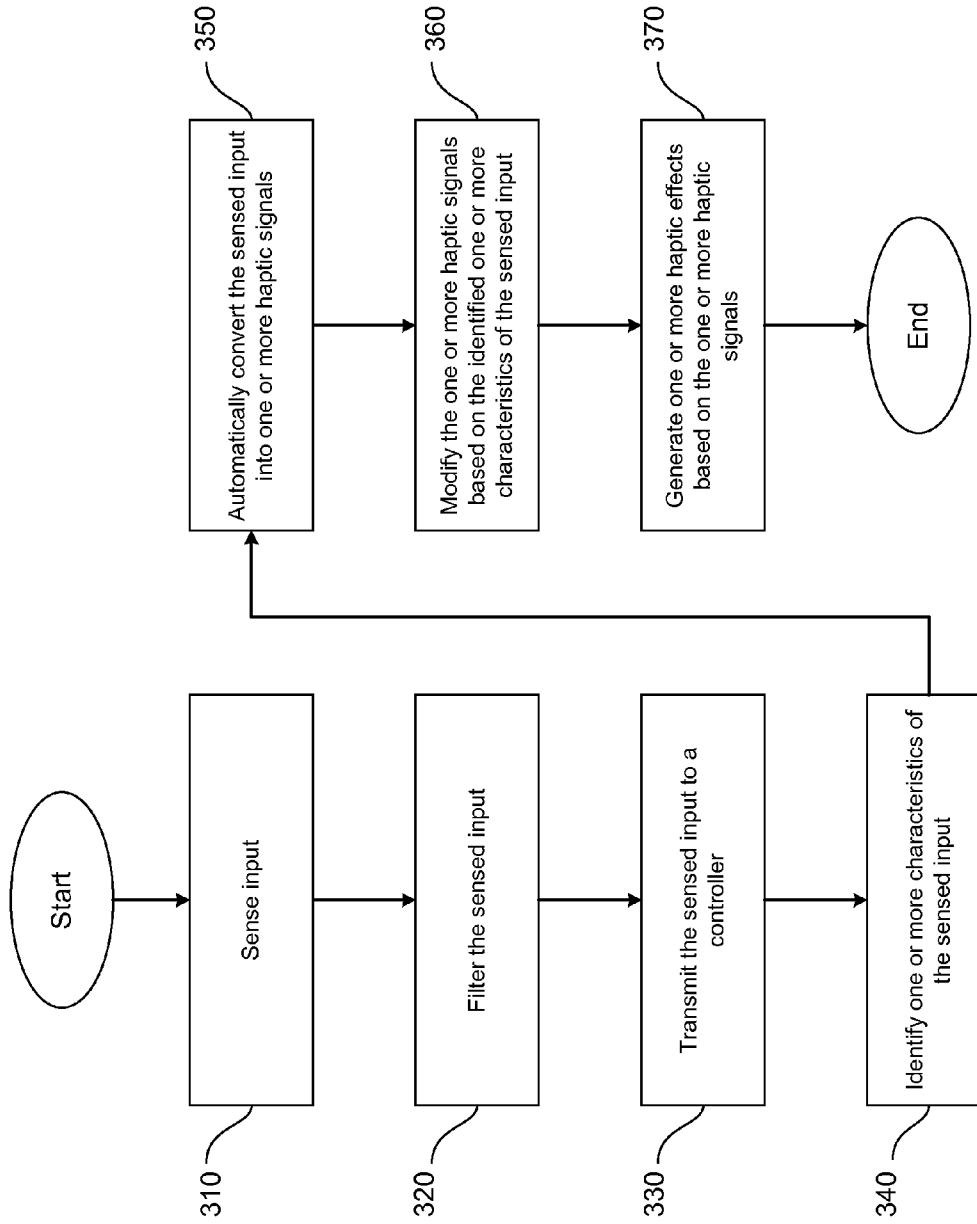 Start
310
Sense input
320
Filter the sensed input
330
Transmit the sensed input to a
controller
340
Identify one or more characteristics of
the sensed input
350
Automatically convert the sensed input
into one or more haptic signals
360
Modify the one or more haptic signals
based on the identified one or more
characteristics of the sensed input
370
Generate one or more haptic effects
based on the one or more haptic
signals
End